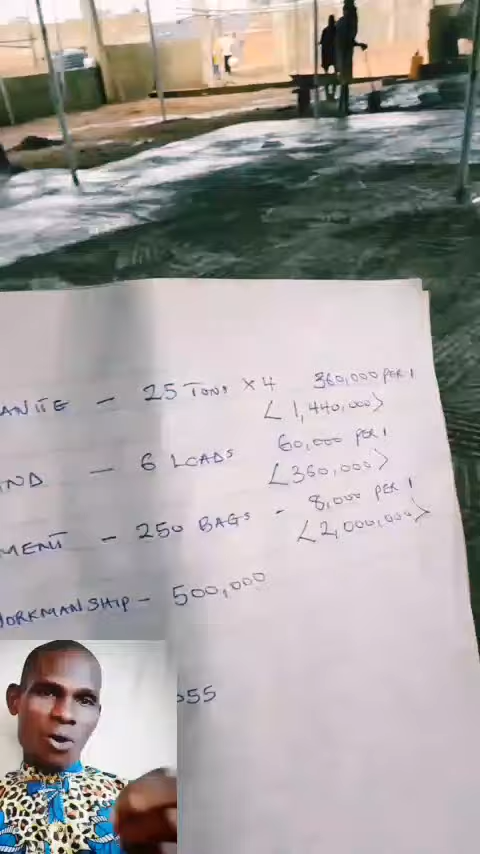 ANITE - 25 TONS X 4 360,000 PER 1
<1,440,000>
ND - 6 LOADS 60,000 PER 1
<360,000>
MENT - 250 BAGS - 8,000 PER 1
<2,000,000>
WORKMANSHIP - 500,000
55